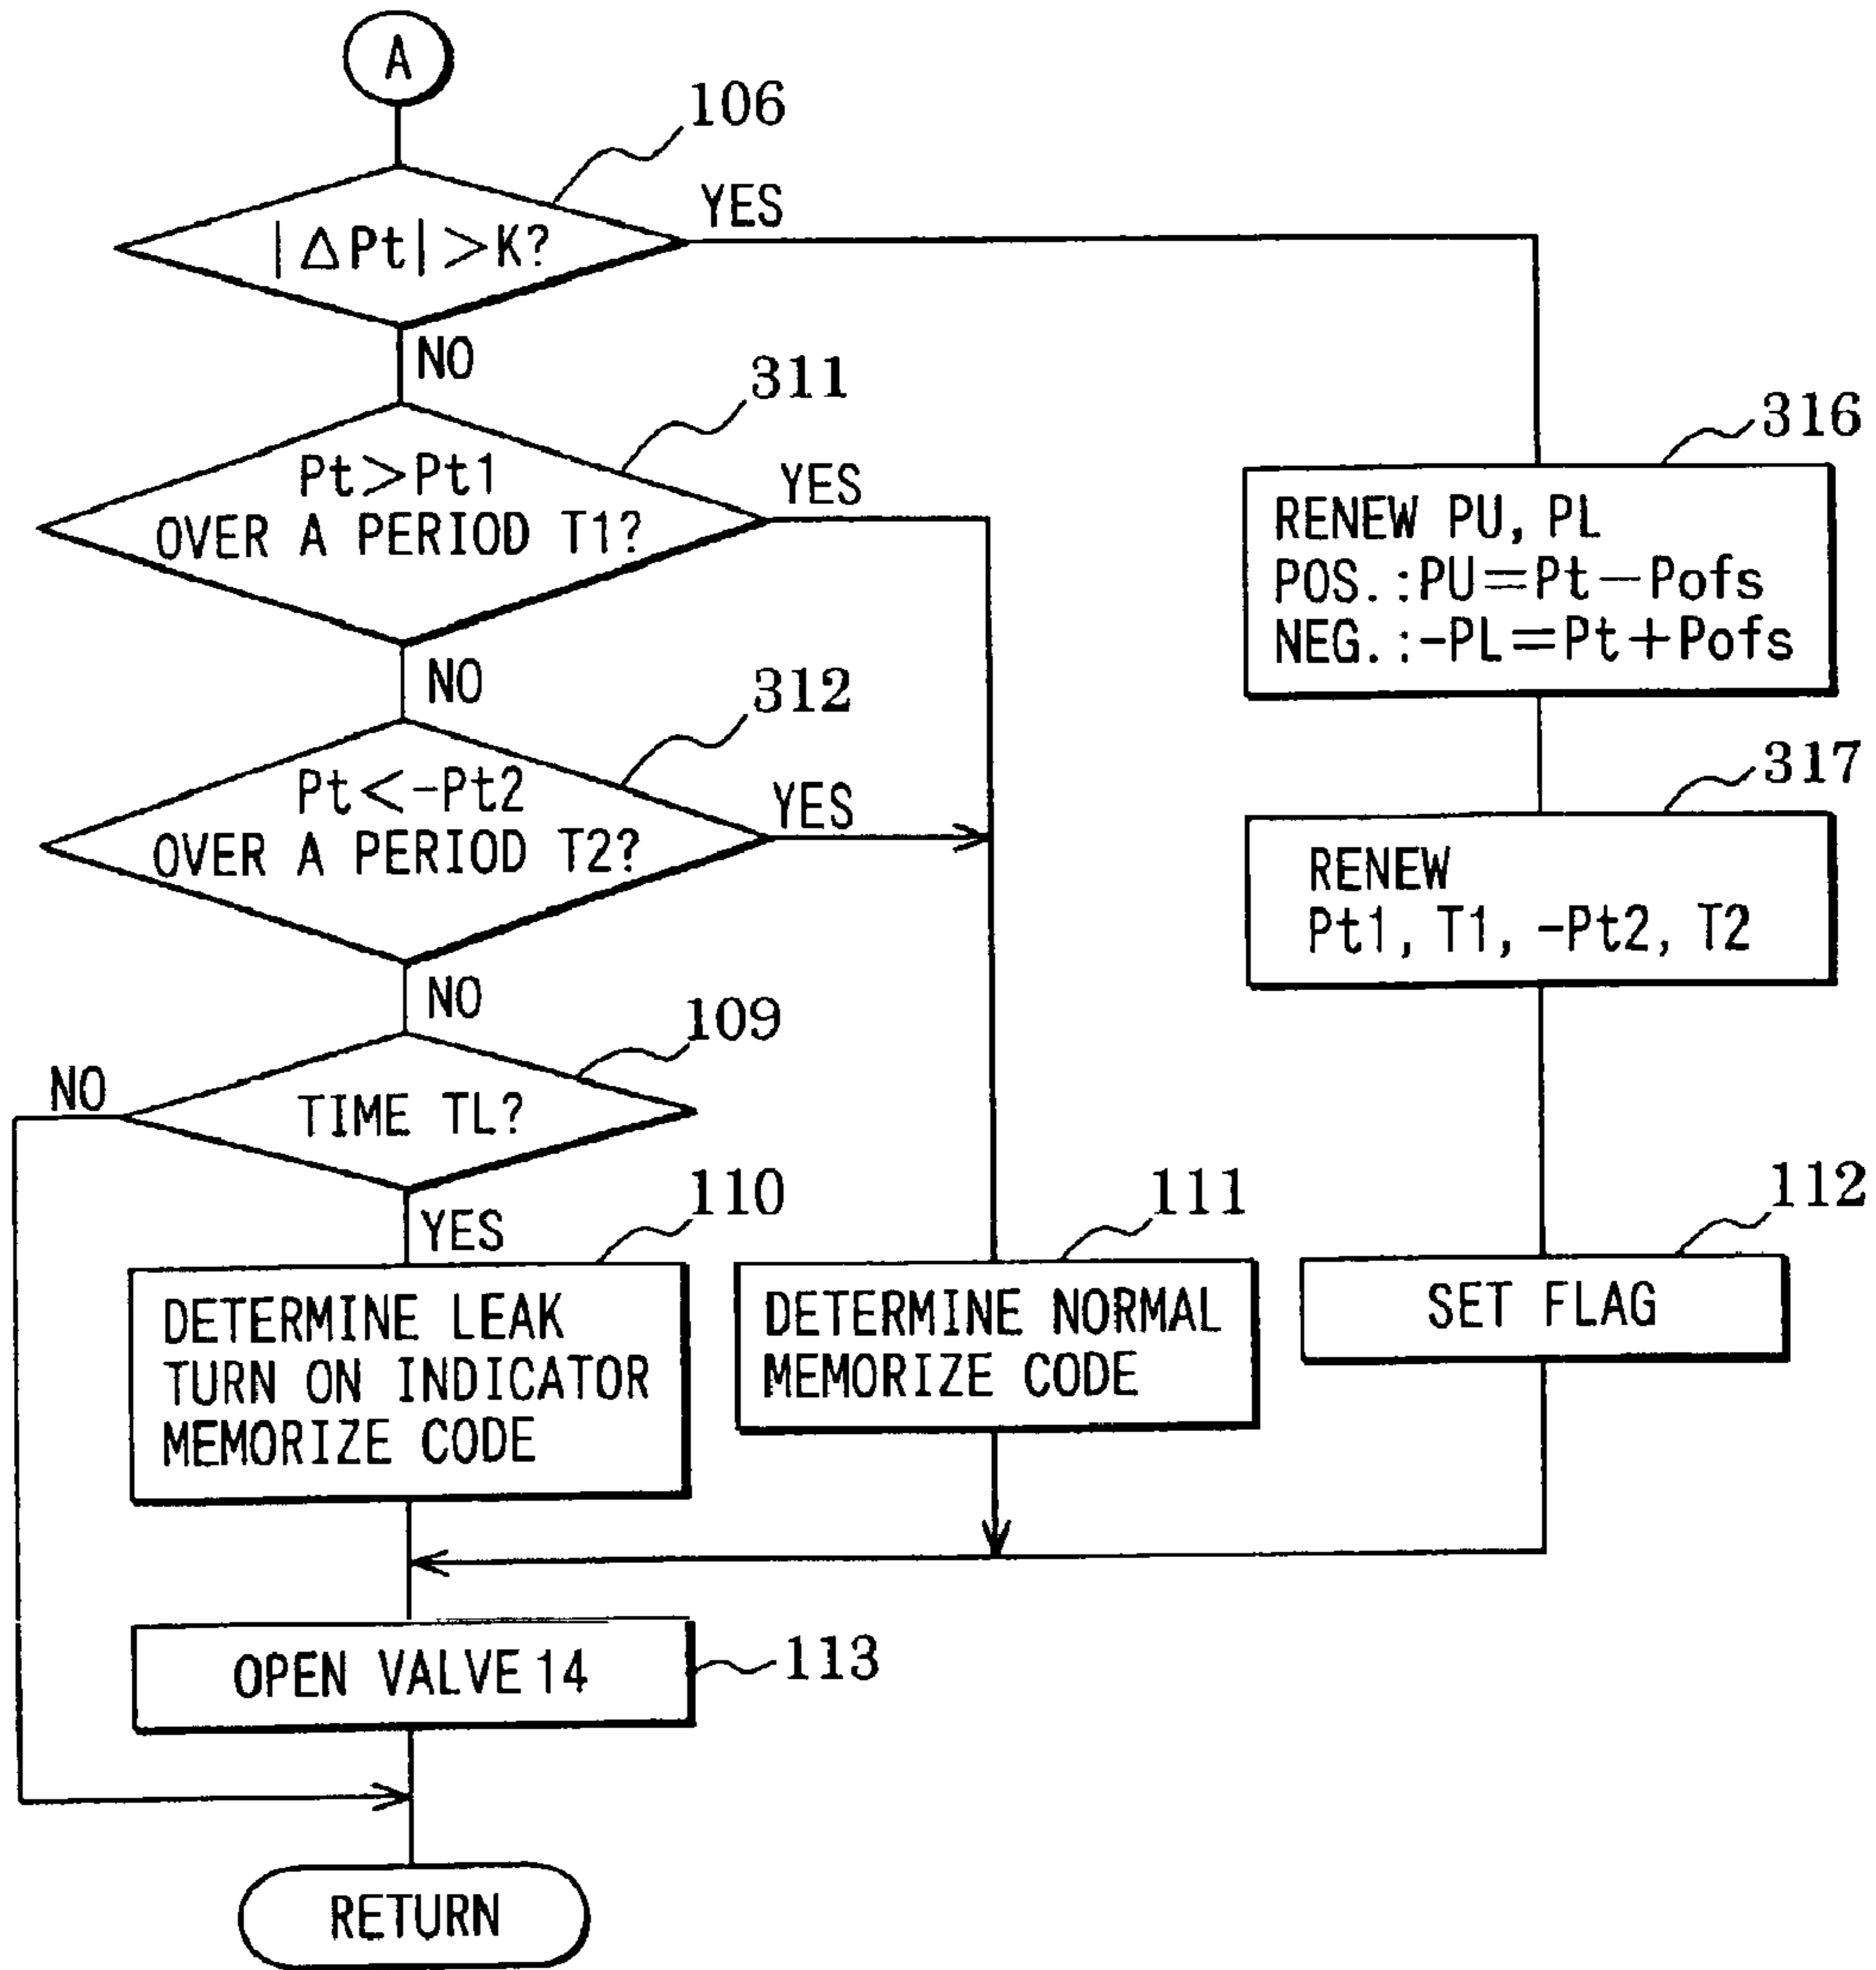 A
106
|△Pt|>K?
YES
NO
311
Pt>Pt1
OVER A PERIOD T1?
YES
316
RENEW PU, PL
POS.:PU=Pt-Pofs
NEG.:-PL=Pt+Pofs
NO
312
Pt<-Pt2
OVER A PERIOD T2?
YES
317
RENEW
Pt1, T1, -Pt2, T2
NO
109
NO
TIME TL?
YES
110
DETERMINE LEAK
TURN ON INDICATOR
MEMORIZE CODE
111
DETERMINE NORMAL
MEMORIZE CODE
112
SET FLAG
OPEN VALVE 14
113
RETURN